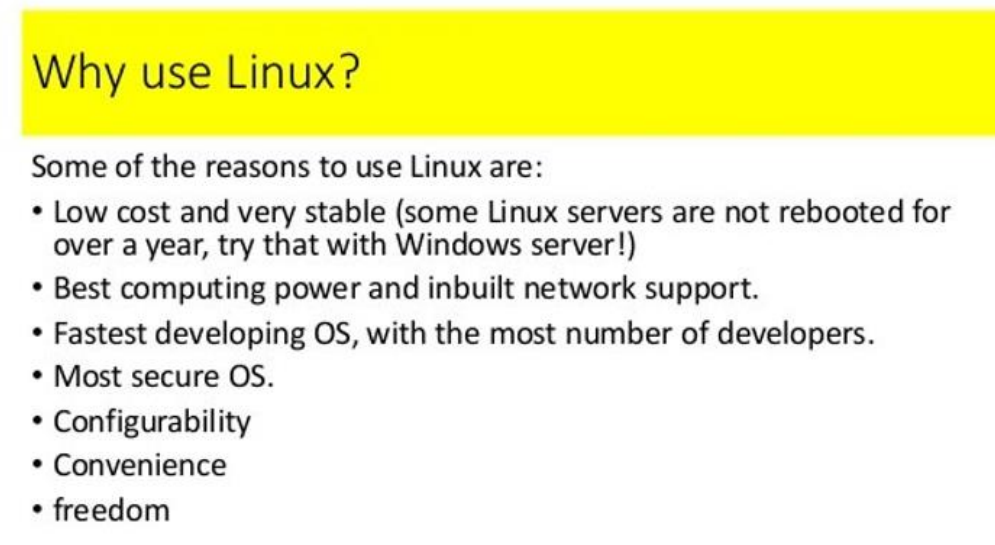 Why use Linux?
Some of the reasons to use Linux are:
• Low cost and very stable (some Linux servers are not rebooted for
over a year, try that with Windows server!)
• Best computing power and inbuilt network support.
• Fastest developing OS, with the most number of developers.
• Most secure OS.
• Configurability
• Convenience
• freedom